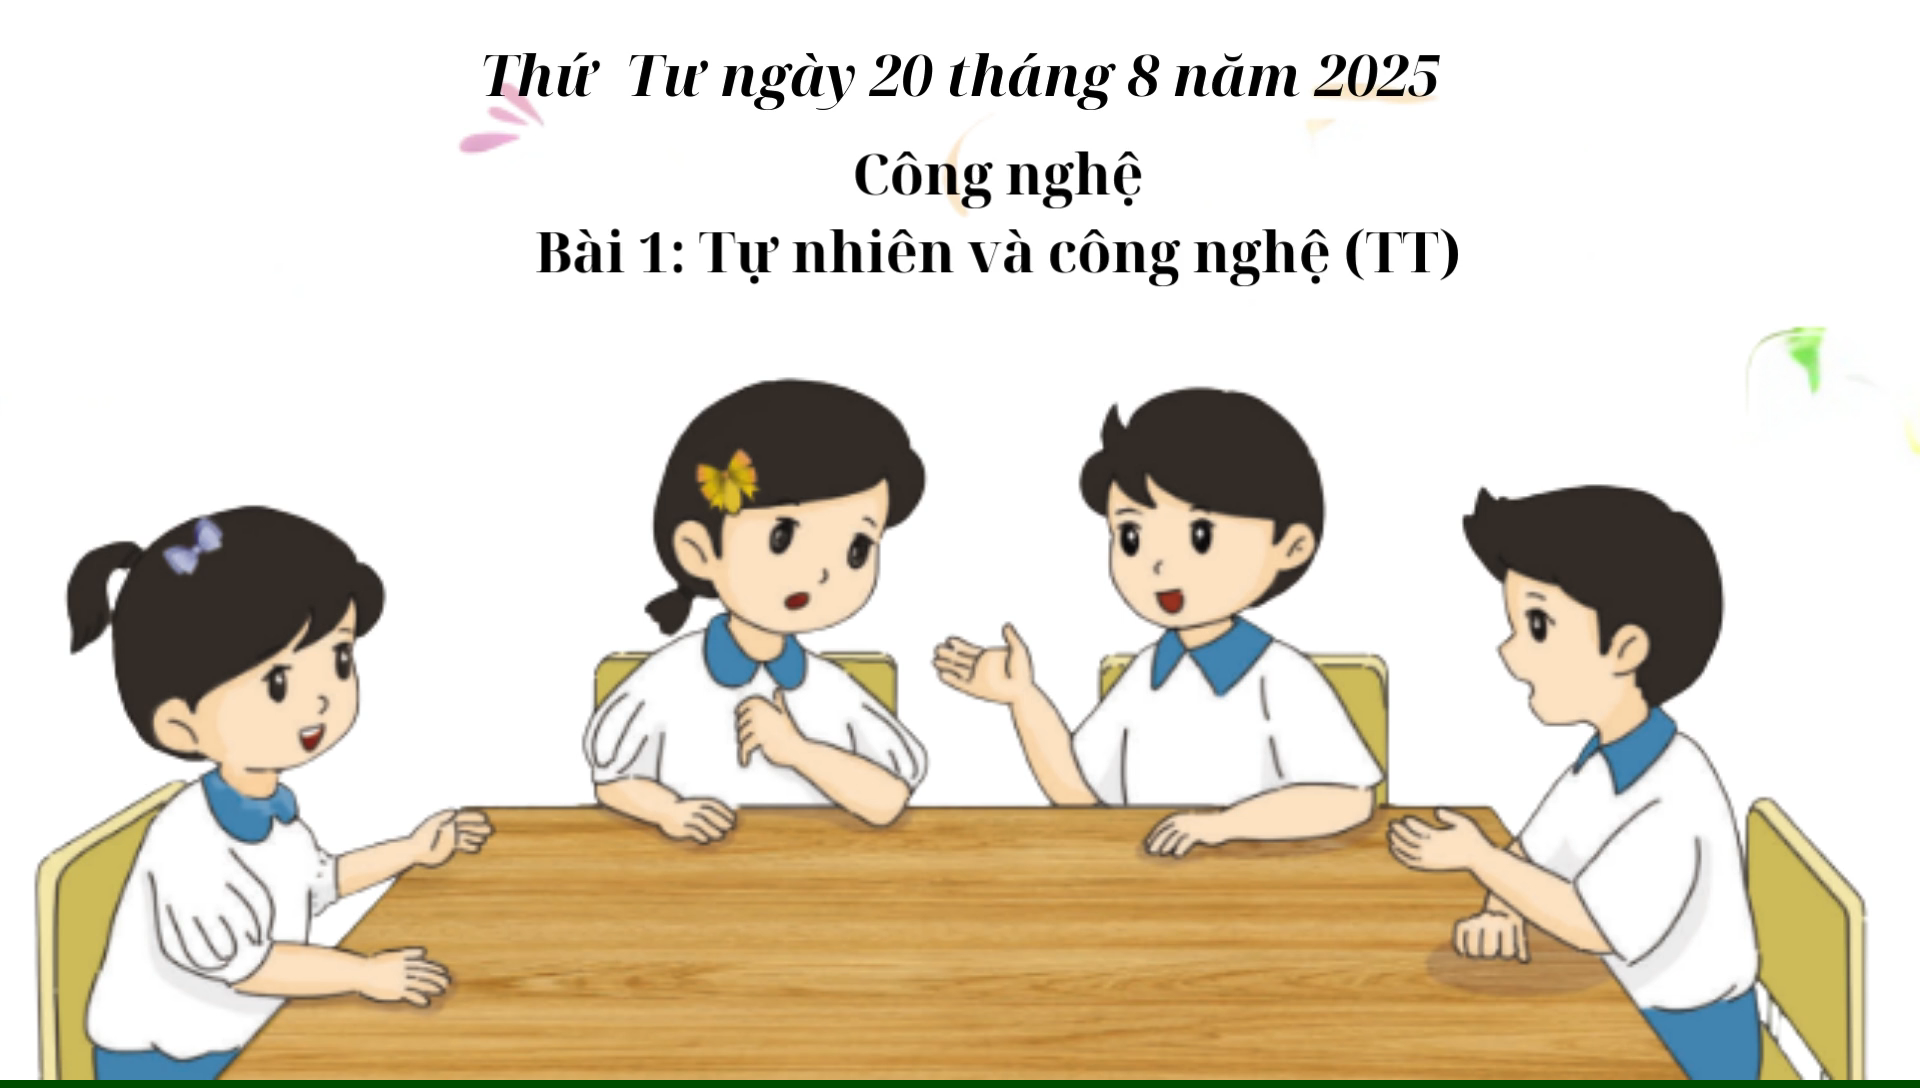 Thứ Tư ngày 20 tháng 8 năm 2025
Công nghệ
Bài 1: Tự nhiên và công nghệ (TT)